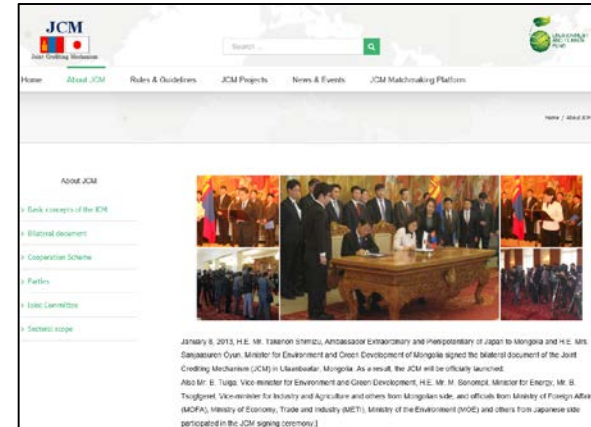 JCM
Joint Crediting Mechanism
Search ...
Home
About JCM
Rules & Guidelines
JCM Projects
News & Events
JCM Matchmaking Platform
Home / About JCM
About JCM
» Basic concepts of the JCM
» Bilateral document
» Cooperation Scheme
» Parties
» Joint Committee
» Sectoral scope
January 8, 2013, H.E. Mr. Takenori Shimizu, Ambassador Extraordinary and Plenipotentiary of Japan to Mongolia and H.E. Mrs.
Sanjaasuren Oyun, Minister for Environment and Green Development of Mongolia signed the bilateral document of the Joint
Crediting Mechanism (JCM) in Ulaanbaatar, Mongolia. As a result, the JCM will be officially launched.
Also Mr. B. Tulga, Vice-minister for Environment and Green Development, H.E. Mr. M. Sonompil, Minister for Energy, Mr. B.
Tsogtgerel, Vice-minister for Industry and Agriculture and others from Mongolian side, and officials from Ministry of Foreign Affair
(MOFA), Ministry of Economy, Trade and Industry (METI), Ministry of the Environment (MOE) and others from Japanese side
participated in the JCM signing ceremony.]